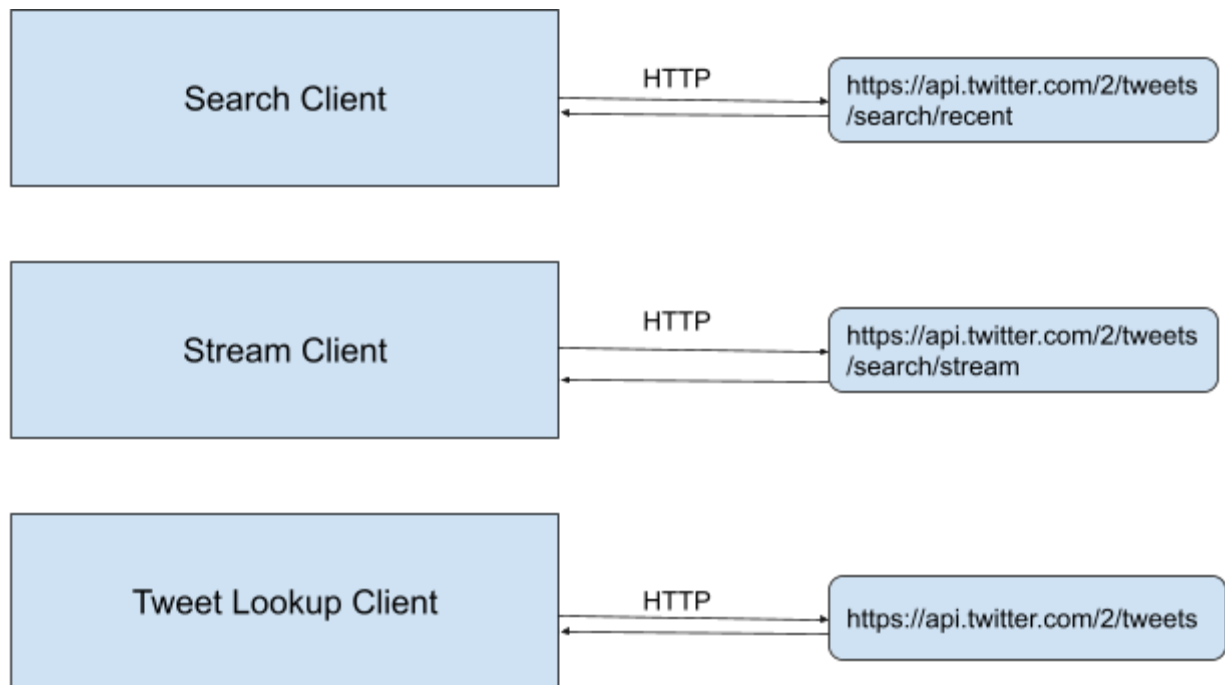 Search Client
HTTP
https://api.twitter.com/2/tweets
/search/recent
Stream Client
HTTP
https://api.twitter.com/2/tweets
/search/stream
Tweet Lookup Client
HTTP
https://api.twitter.com/2/tweets